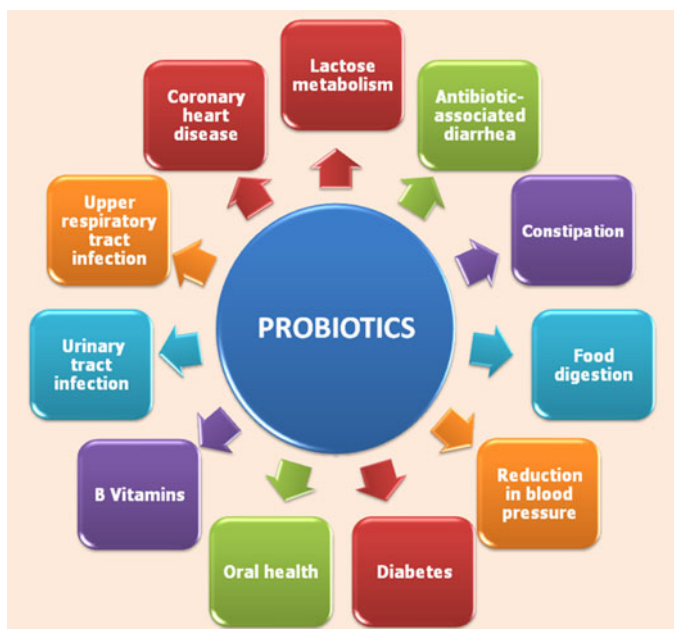 Lactose
metabolism
Antibiotic-
associated
diarrhea
Constipation
Food
digestion
Reduction
in blood
pressure
Diabetes
Oral health
B Vitamins
Urinary
tract
infection
Upper
respiratory
tract
infection
Coronary
heart
disease
PROBIOTICS